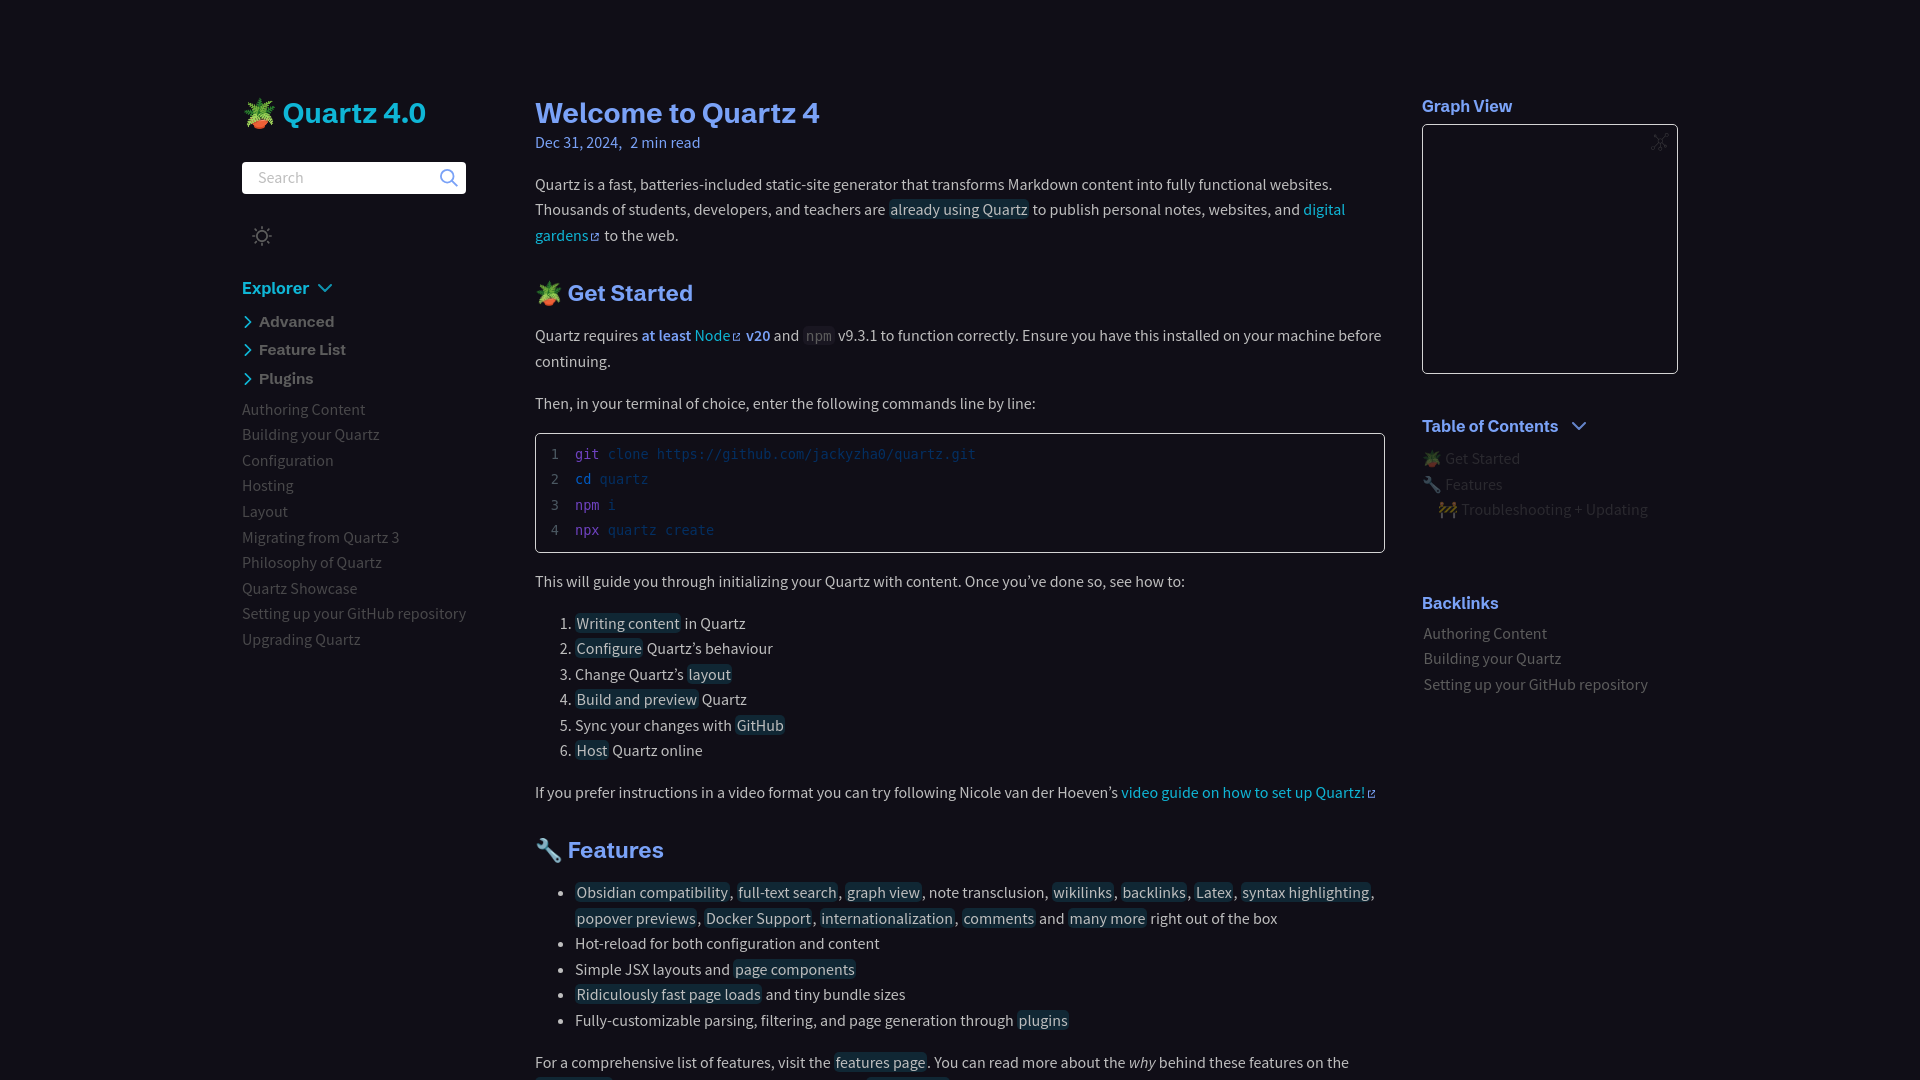 Quartz 4.0
Search
Explorer
Advanced
Feature List
Plugins
Authoring Content
Building your Quartz
Configuration
Hosting
Layout
Migrating from Quartz 3
Philosophy of Quartz
Quartz Showcase
Setting up your GitHub repository
Upgrading Quartz
Welcome to Quartz 4
Dec 31, 2024, 2 min read
Quartz is a fast, batteries-included static-site generator that transforms Markdown content into fully functional websites.
Thousands of students, developers, and teachers are already using Quartz to publish personal notes, websites, and digital
gardens to the web.
🪴 Get Started
Quartz requires at least Node v20 and npm v9.3.1 to function correctly. Ensure you have this installed on your machine before
continuing.
Then, in your terminal of choice, enter the following commands line by line:
1 git clone https://github.com/jackyzha0/quartz.git
2 cd quartz
3 npm i
4 npx quartz create
This will guide you through initializing your Quartz with content. Once you’ve done so, see how to:
1. Writing content in Quartz
2. Configure Quartz’s behaviour
3. Change Quartz’s layout
4. Build and preview Quartz
5. Sync your changes with GitHub
6. Host Quartz online
If you prefer instructions in a video format you can try following Nicole van der Hoeven’s video guide on how to set up Quartz!
🔧 Features
• Obsidian compatibility, full-text search, graph view, note transclusion, wikilinks, backlinks, Latex, syntax highlighting,
popover previews, Docker Support, internationalization, comments and many more right out of the box
• Hot-reload for both configuration and content
• Simple JSX layouts and page components
• Ridiculously fast page loads and tiny bundle sizes
• Fully-customizable parsing, filtering, and page generation through plugins
For a comprehensive list of features, visit the features page. You can read more about the why behind these features on the
Graph View
Table of Contents
🪴 Get Started
🔧 Features
🚧 Troubleshooting + Updating
Backlinks
Authoring Content
Building your Quartz
Setting up your GitHub repository